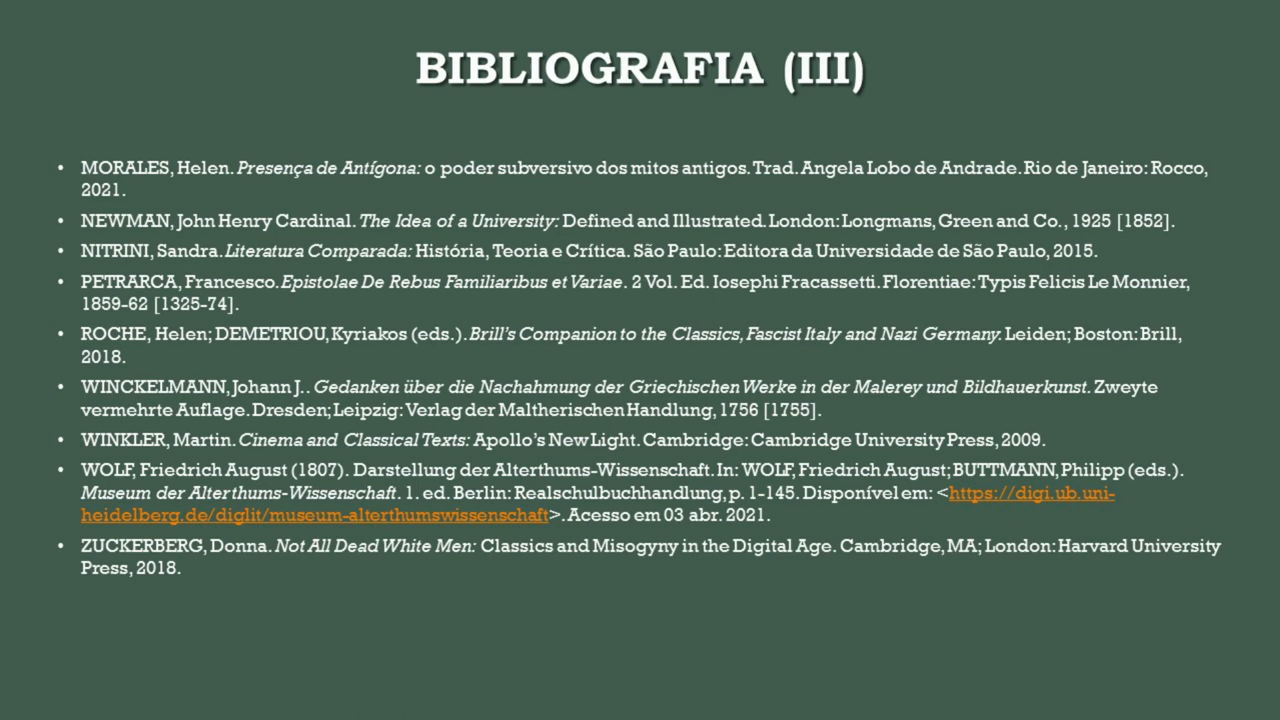 BIBLIOGRAFIA (III)
• MORALES, Helen. Presença de Antígona: o poder subversivo dos mitos antigos. Trad. Angela Lobo de Andrade. Rio de Janeiro: Rocco,
2021.
• NEWMAN, John Henry Cardinal. The Idea of a University: Defined and Illustrated. London: Longmans, Green and Co., 1925 [1852].
• NITRINI, Sandra. Literatura Comparada: História, Teoria e Crítica. São Paulo: Editora da Universidade de São Paulo, 2015.
• PETRARCA, Francesco. Epistolae De Rebus Familiaribus et Variae. 2 Vol. Ed. Iosephi Fracassetti. Florentiae: Typis Felicis Le Monnier,
1859-62 [1325-74].
• ROCHE, Helen; DEMETRIOU, Kyriakos (eds.). Brill's Companion to the Classics, Fascist Italy and Nazi Germany. Leiden; Boston: Brill,
2018.
• WINCKELMANN, Johann J.. Gedanken über die Nachahmung der Griechischen Werke in der Malerey und Bildhauerkunst. Zweyte
vermehrte Auflage. Dresden; Leipzig: Verlag der Maltherischen Handlung, 1756 [1755].
• WINKLER, Martin. Cinema and Classical Texts: Apollo's New Light. Cambridge: Cambridge University Press, 2009.
• WOLF, Friedrich August (1807). Darstellung der Alterthums-Wissenschaft. In: WOLF, Friedrich August; BUTTMANN, Philipp (eds.).
Museum der Alterthums-Wissenschaft. 1. ed. Berlin: Realschulbuchhandlung, p. 1-145. Disponível em: <https://digi.ub.uni-
heidelberg.de/diglit/museum-alterthumswissenschaft>. Acesso em 03 abr. 2021.
• ZUCKERBERG, Donna. Not All Dead White Men: Classics and Misogyny in the Digital Age. Cambridge, MA; London: Harvard University
Press, 2018.